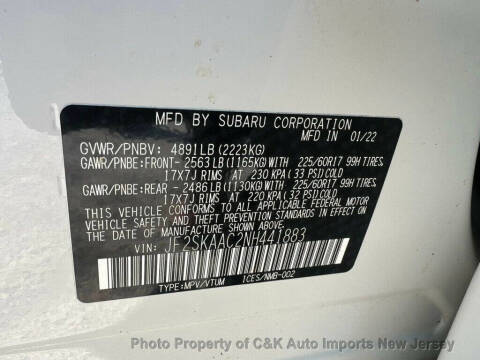 MFD BY SUBARU CORPORATION
MFD IN 01/22
GVWR/PNBV: 4891LB (2223KG)
GAWR/PNBE:FRONT- 2563 LB (1165KG)WITH 225/60R17 99H TIRES,
17X7J RIMS AT 230 KPA (33 PSI)COLD
GAWR/PNBE:REAR - 2486 LB (1130KG)WITH 225/60R17 99H TIRES,
17X7J RIMS AT 220 KPA (32 PSI)COLD
THIS VEHICLE CONFORMS TO ALL APPLICABLE FEDERAL MOTOR
VEHICLE SAFETY STANDARDS IN EFFECT ON THE DATE OF
MANUFACTURE SHOWN ABOVE.
VIN: JF2SKAAC2NH441883
TYPE:MPV/VTUM ICES/NMB-002
Photo property of C&K Auto Imports New Jersey